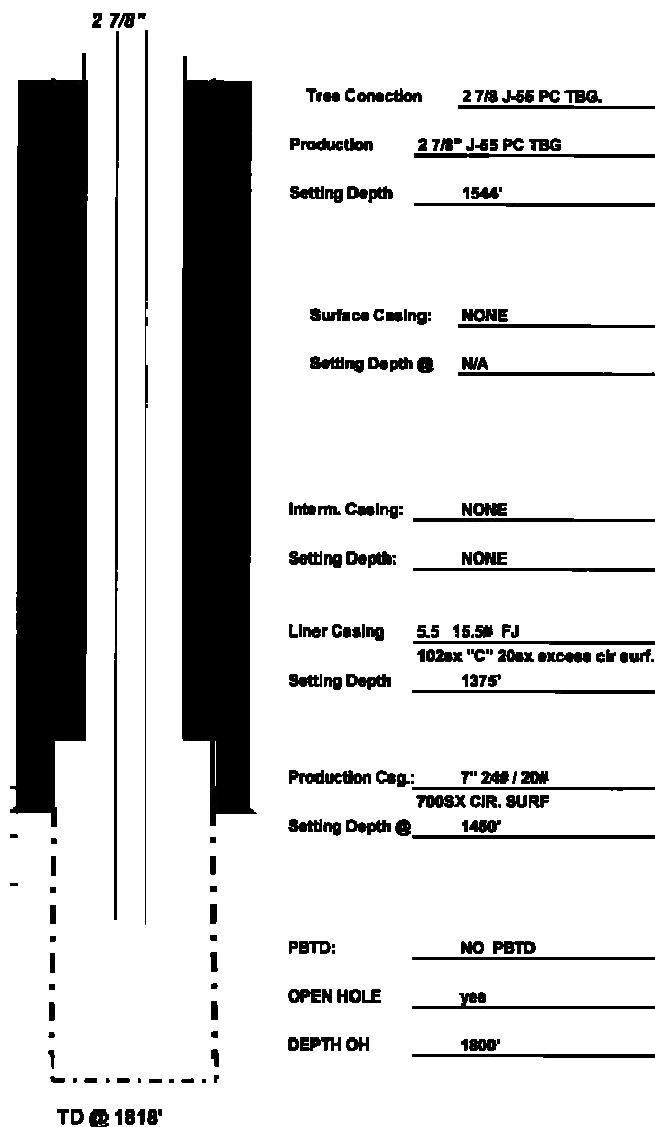 2 7/8"
Tree Conection 2 7/8 J-55 PC TBG.
Production 2 7/8" J-55 PC TBG
Setting Depth 1544'
Surface Casing: NONE
Setting Depth @ N/A
Interm. Casing: NONE
Setting Depth: NONE
Liner Casing 5.5 15.5# FJ
102sx "C" 20sx excess cir surf.
Setting Depth 1375'
Production Csg.: 7" 24# / 20#
700SX CIR. SURF
Setting Depth @ 1450'
PBTD: NO PBTD
OPEN HOLE yes
DEPTH OH 1800'
TD @ 1818'